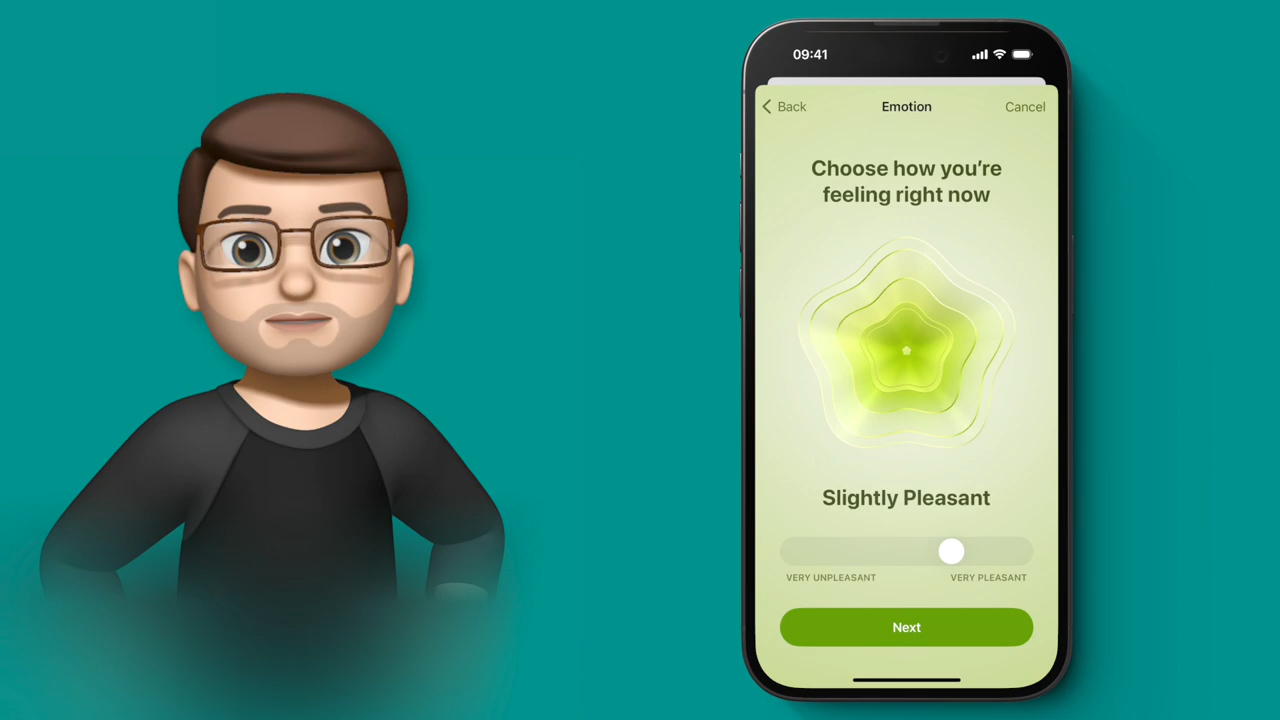 09:41
Back
Emotion
Cancel
Choose how you’re
feeling right now
Slightly Pleasant
VERY UNPLEASANT
VERY PLEASANT
Next